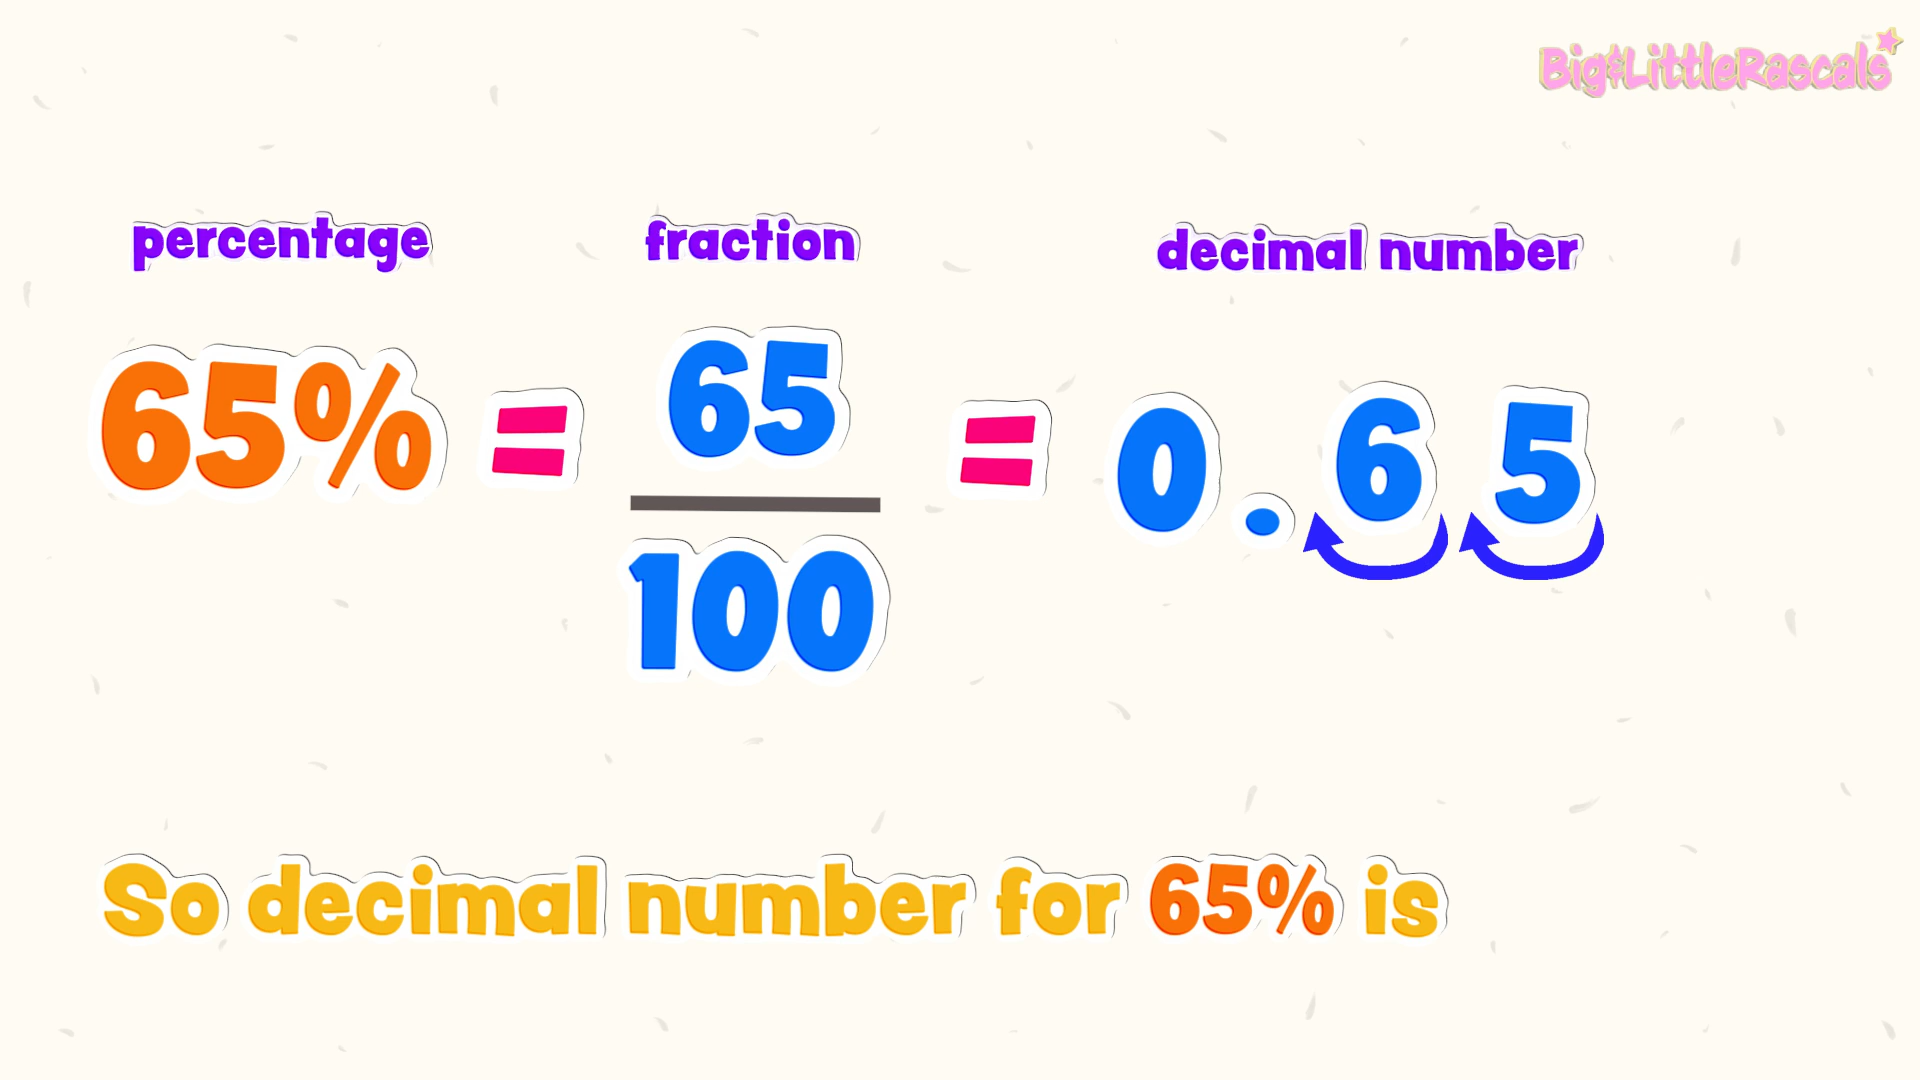 Big&LittleRascals
percentage fraction decimal number
65% = 65/100 = 0.65
So decimal number for 65% is